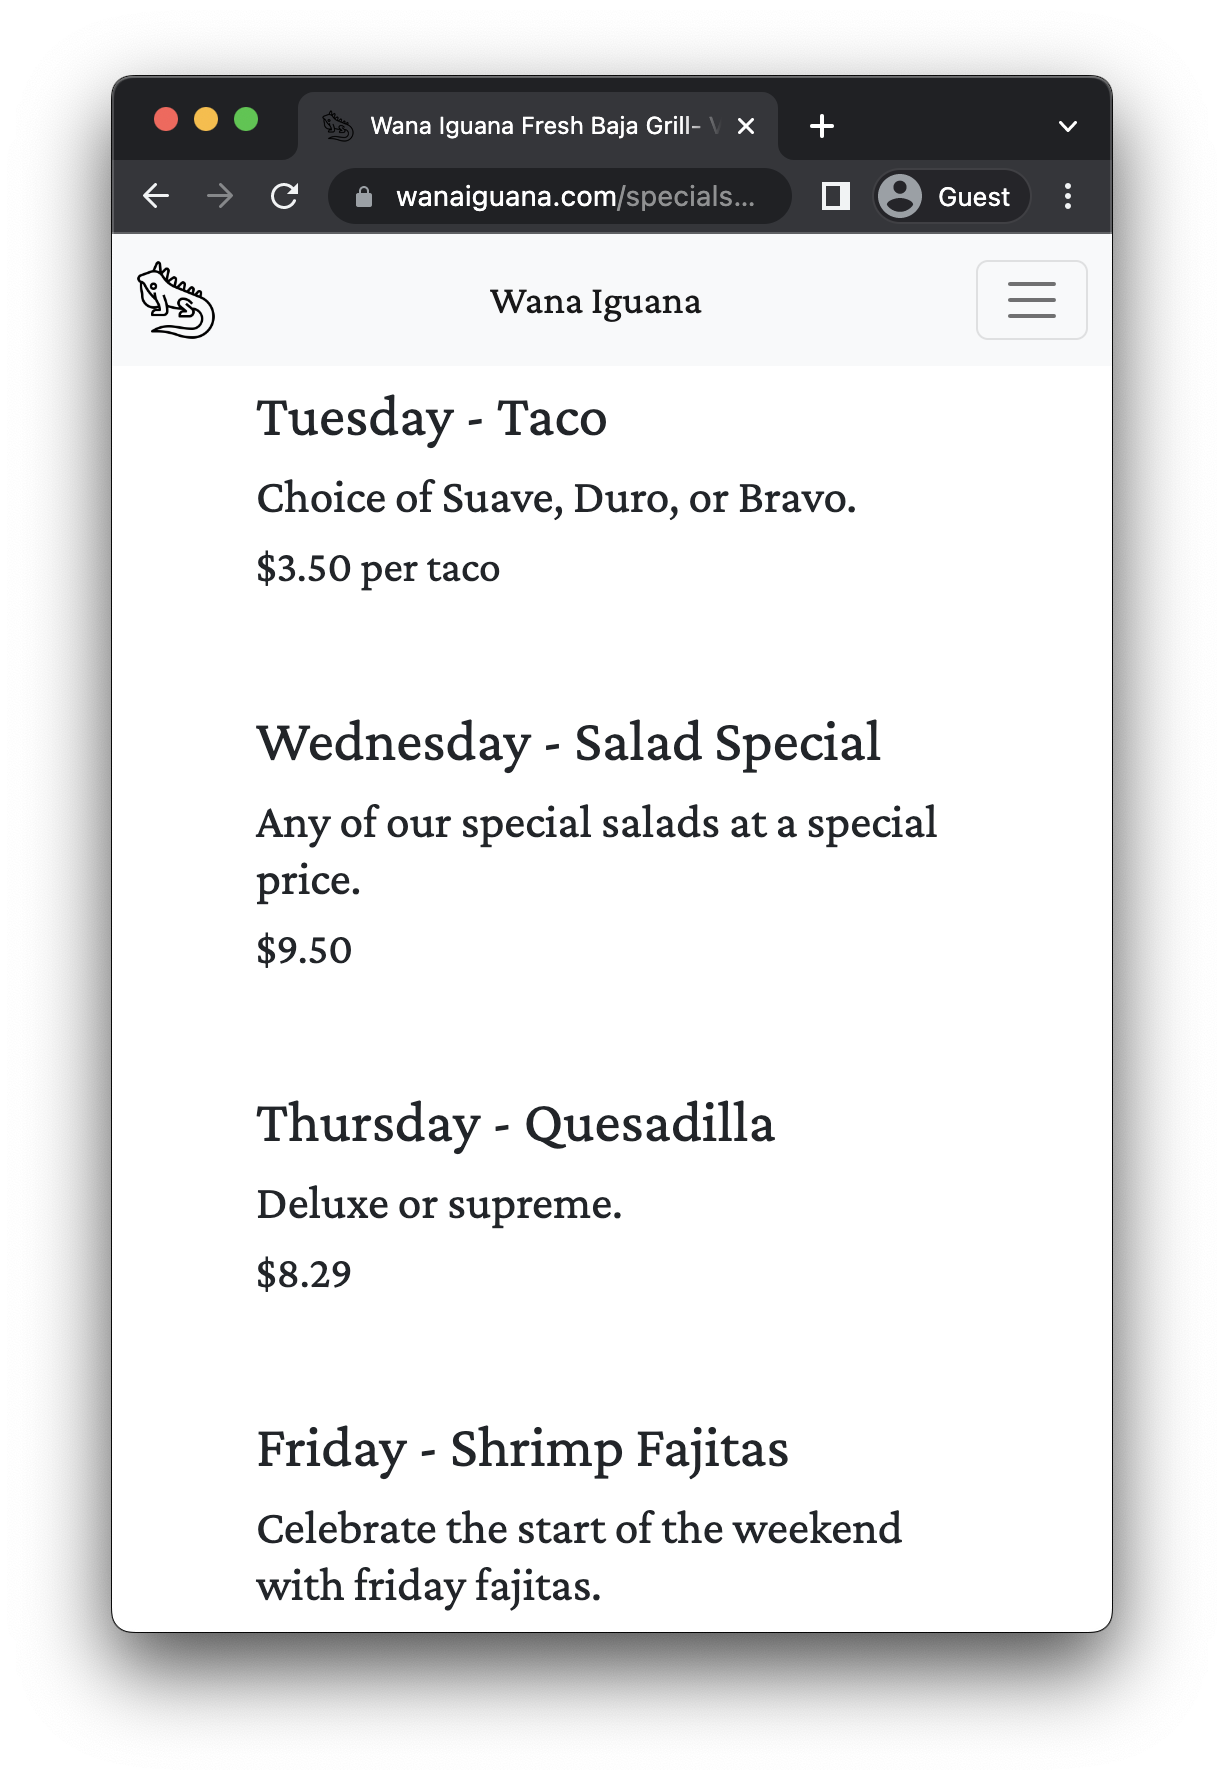 Wana Iguana Fresh Baja Grill-
wanaiguana.com/specials...
Guest
Wana Iguana
Tuesday - Taco
Choice of Suave, Duro, or Bravo.
$3.50 per taco
Wednesday - Salad Special
Any of our special salads at a special
price.
$9.50
Thursday - Quesadilla
Deluxe or supreme.
$8.29
Friday - Shrimp Fajitas
Celebrate the start of the weekend
with friday fajitas.